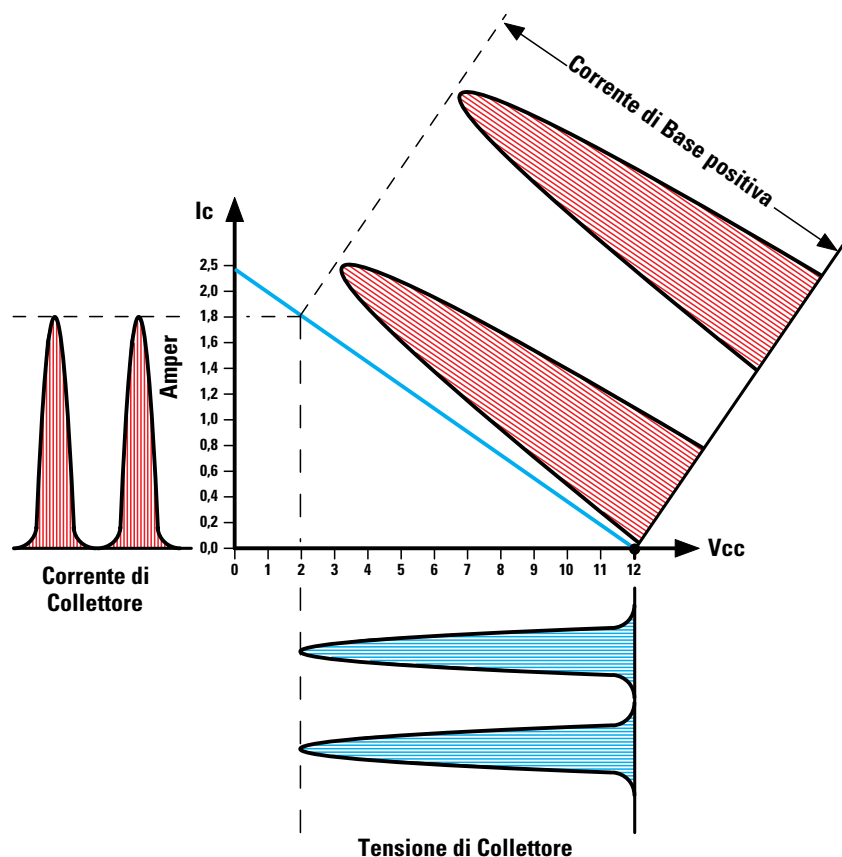 Corrente di Base positiva
Ic
2,5
2,0
1,8
1,6
1,4
1,2
1,0
0,8
0,6
0,4
0,2
0,0
Amper
0 1 2 3 4 5 6 7 8 9 10 11 12
Vcc
Corrente di
Collettore
Tensione di Collettore